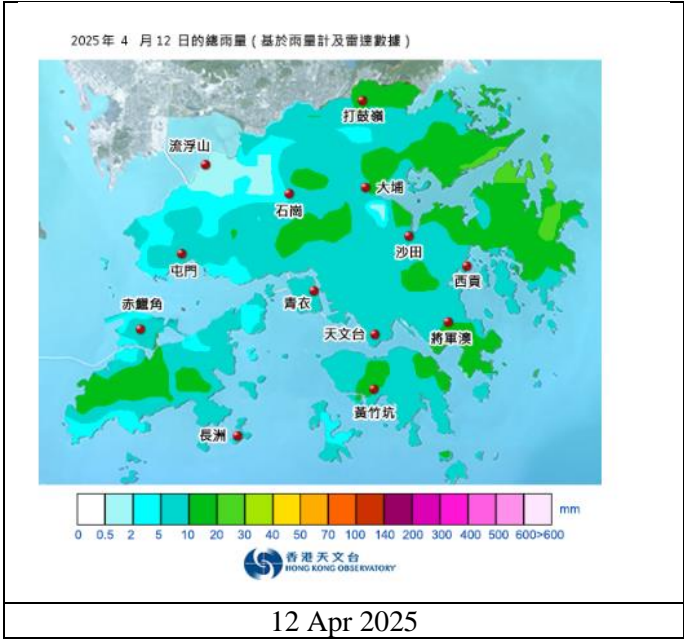 2025年 4 月 12 日的總雨量 ( 基於雨量計及雷達數據 )
打鼓嶺
流浮山
大埔
石崗
沙田
屯門
西貢
青衣
赤鱲角
天文台
將軍澳
黃竹坑
長洲
mm
0 0.5 2 5 10 20 30 40 50 70 100 140 200 300 400 500 600>600
香港天文台
HONG KONG OBSERVATORY
12 Apr 2025